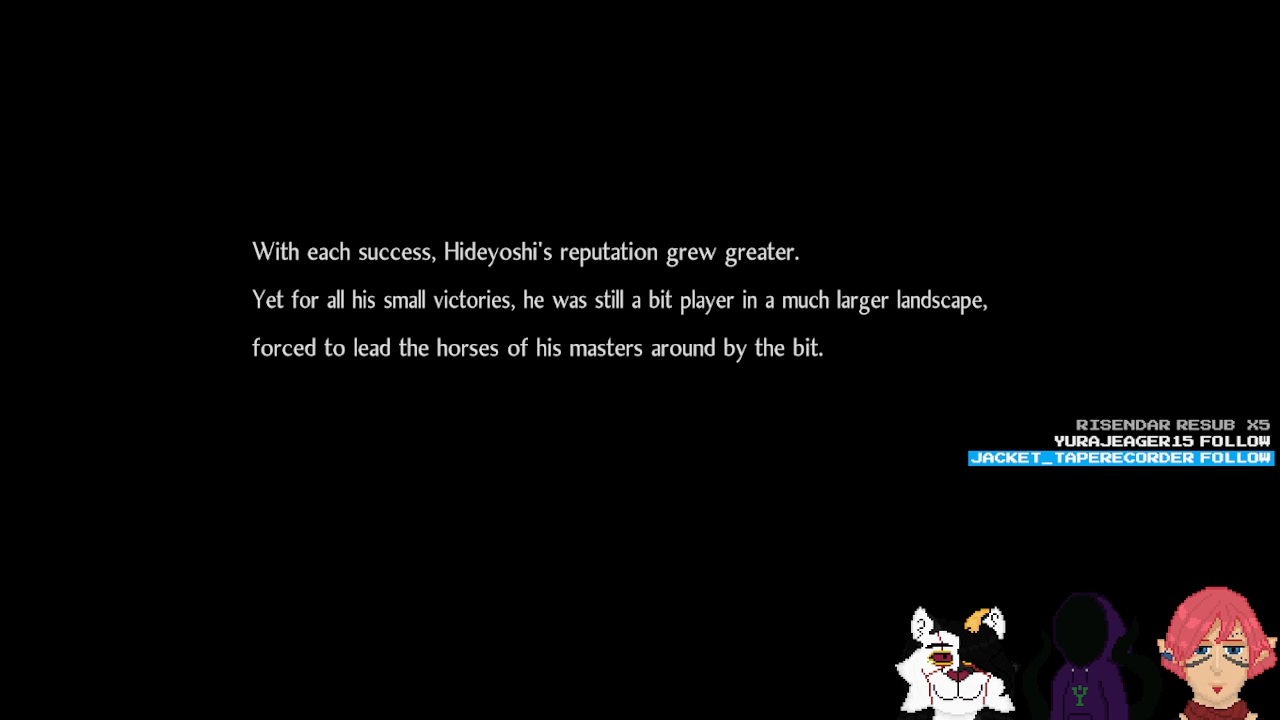 With each success, Hideyoshi's reputation grew greater.
Yet for all his small victories, he was still a bit player in a much larger landscape,
forced to lead the horses of his masters around by the bit.
RISENDAR RESUB X5
YURAJEAGER15 FOLLOW
JACKET_TAPERECORDER FOLLOW